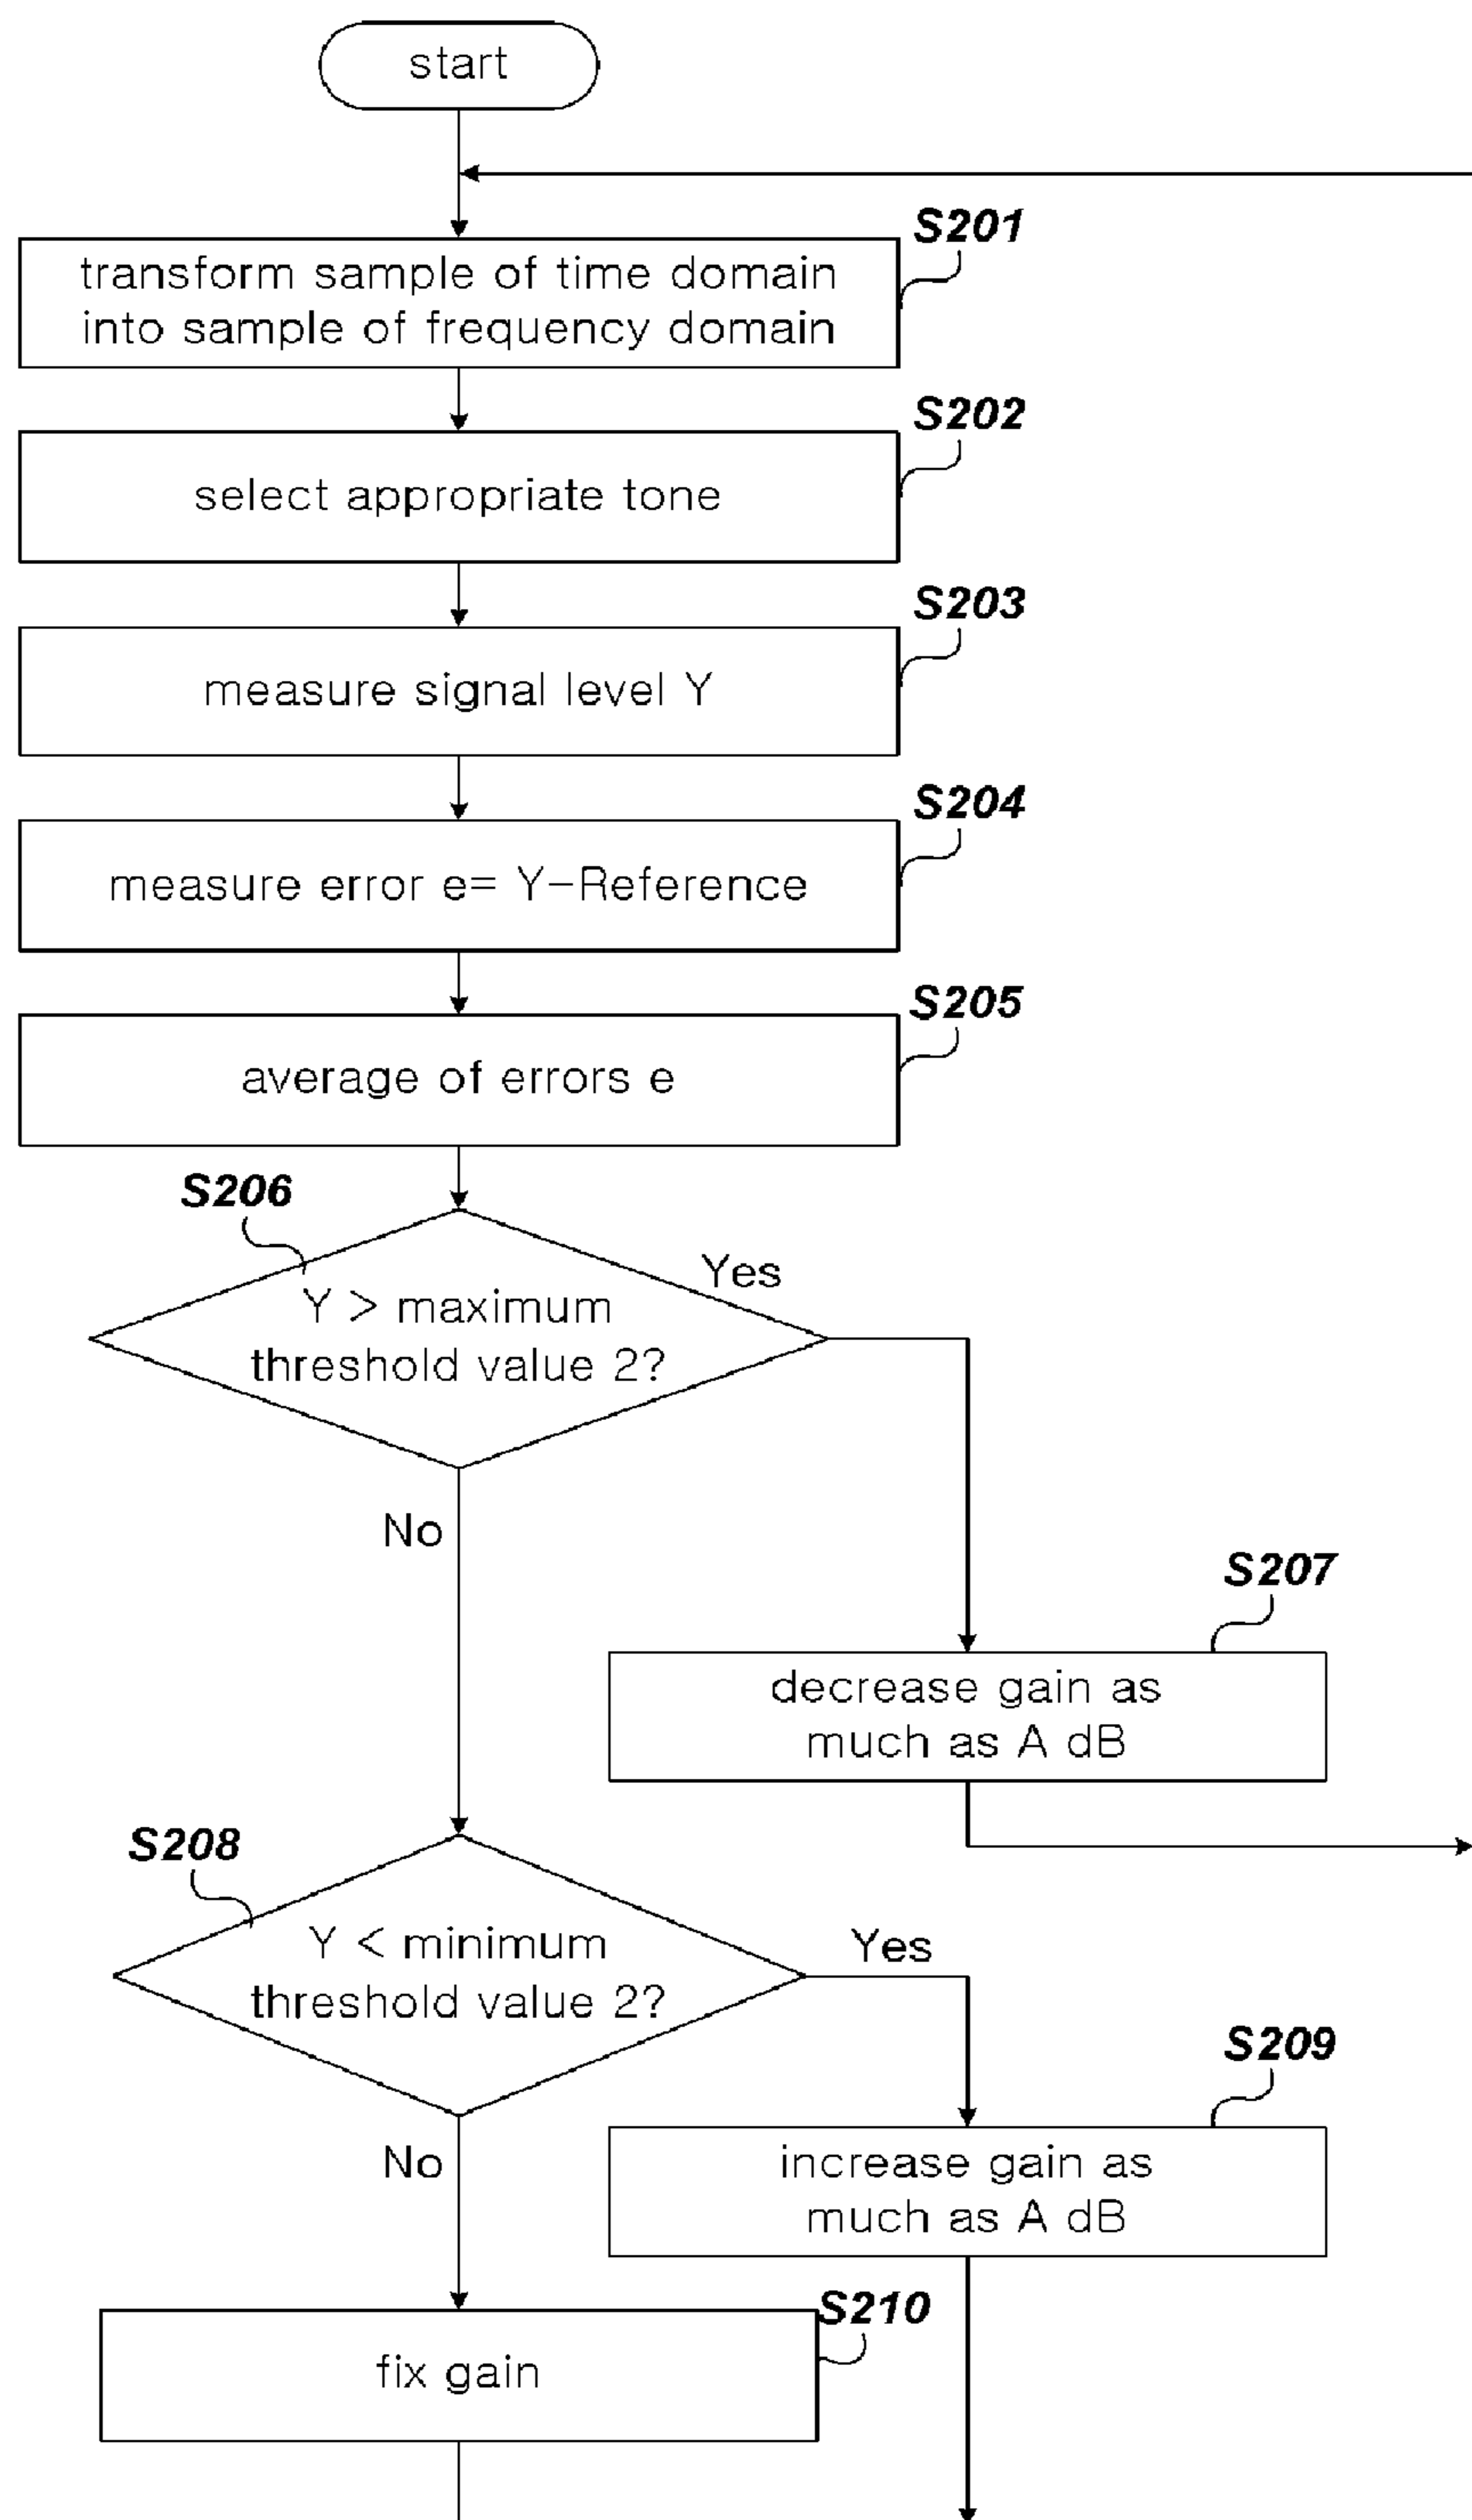 start
S201
transform sample of time domain
into sample of frequency domain
S202
select appropriate tone
S203
measure signal level Y
S204
measure error e= Y-Reference
S205
average of errors e
S206
Yes
Y > maximum
threshold value 2?
No
S207
decrease gain as
much as A dB
S208
Y < minimum
threshold value 2?
Yes
No
S209
increase gain as
much as A dB
S210
fix gain